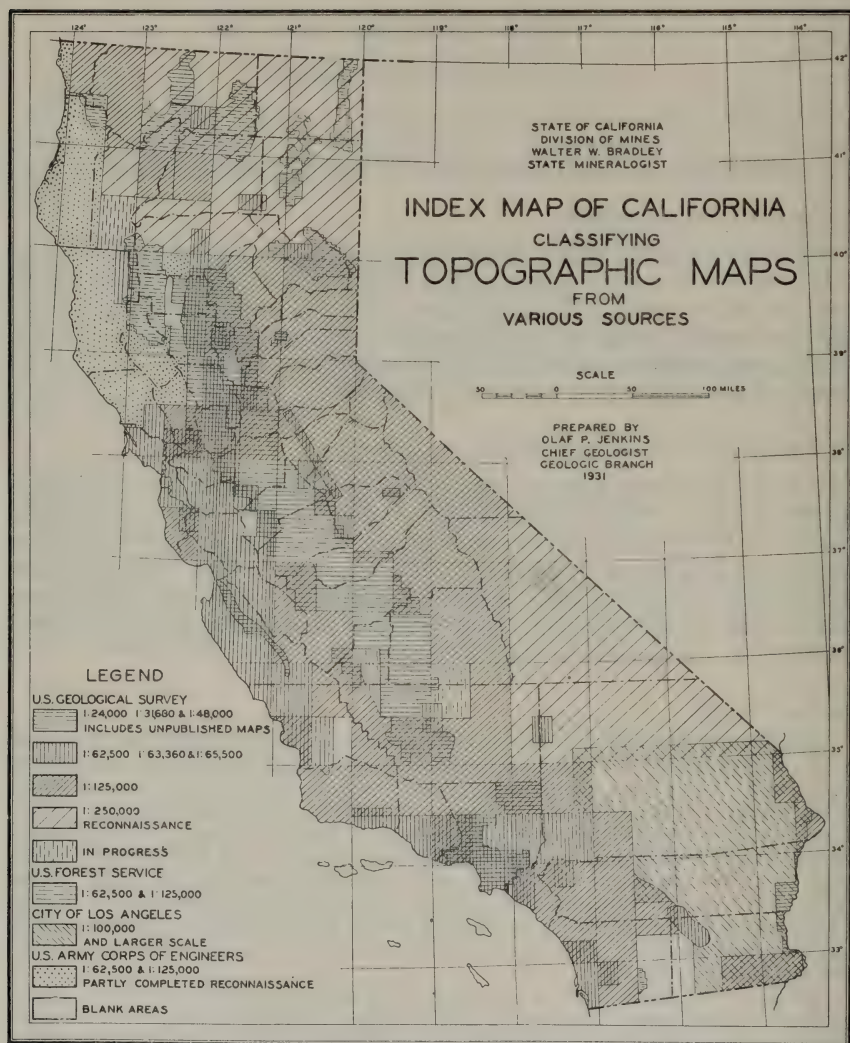 124° 123° 122° 121° 120° 119° 118° 117° 116° 115° 114°
42°
41°
40°
39°
38°
37°
36°
35°
34°
33°
STATE OF CALIFORNIA
DIVISION OF MINES
WALTER W. BRADLEY
STATE MINERALOGIST
INDEX MAP OF CALIFORNIA
CLASSIFYING
TOPOGRAPHIC MAPS
FROM
VARIOUS SOURCES
SCALE
50 0 50 100 MILES
PREPARED BY
OLAF P. JENKINS
CHIEF GEOLOGIST
GEOLOGIC BRANCH
1931
LEGEND
U.S. GEOLOGICAL SURVEY
1:24,000 1:31,680 & 1:48,000
INCLUDES UNPUBLISHED MAPS
1:62,500 1:63,360 & 1:65,500
1:125,000
1:250,000
RECONNAISSANCE
IN PROGRESS
U.S. FOREST SERVICE
1:62,500 & 1:125,000
CITY OF LOS ANGELES
1:100,000
AND LARGER SCALE
U.S. ARMY CORPS OF ENGINEERS
1:62,500 & 1:125,000
PARTLY COMPLETED RECONNAISSANCE
BLANK AREAS